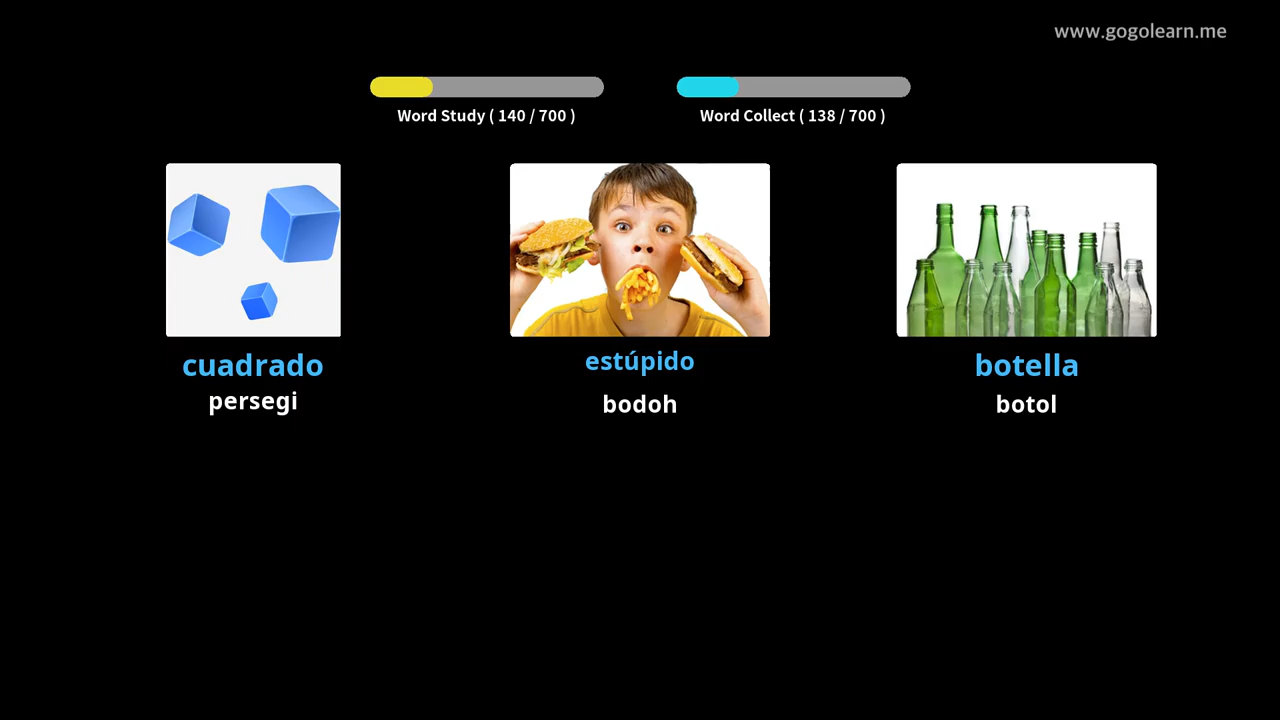 www.gogolearn.me
Word Study ( 140 / 700 )
Word Collect ( 138 / 700 )
cuadrado
persegi
estúpido
bodoh
botella
botol